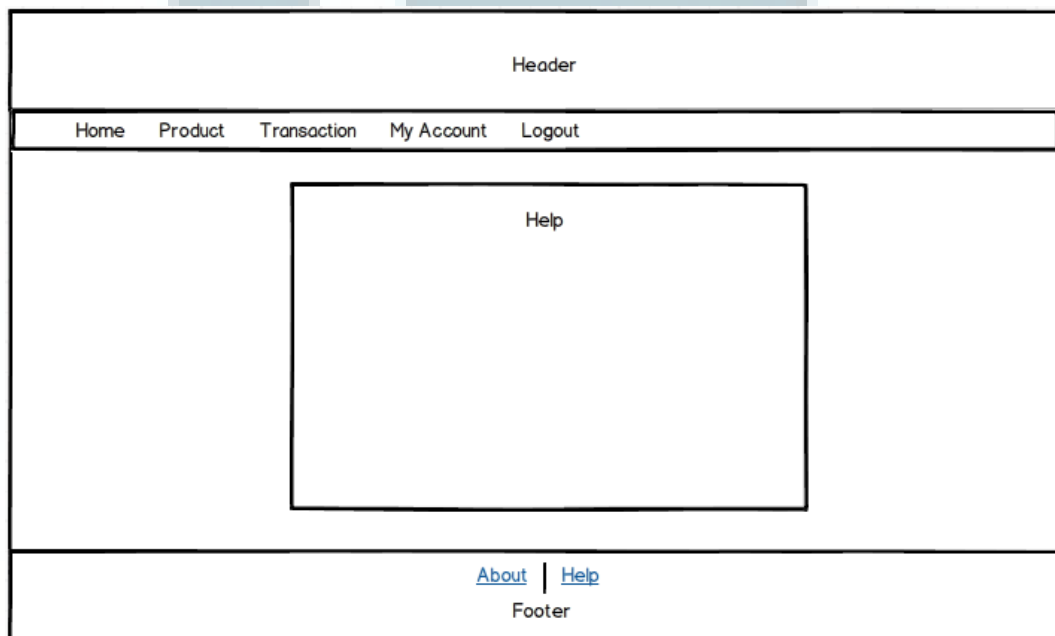 Header
Home Product Transaction My Account Logout
Help
About | Help
Footer